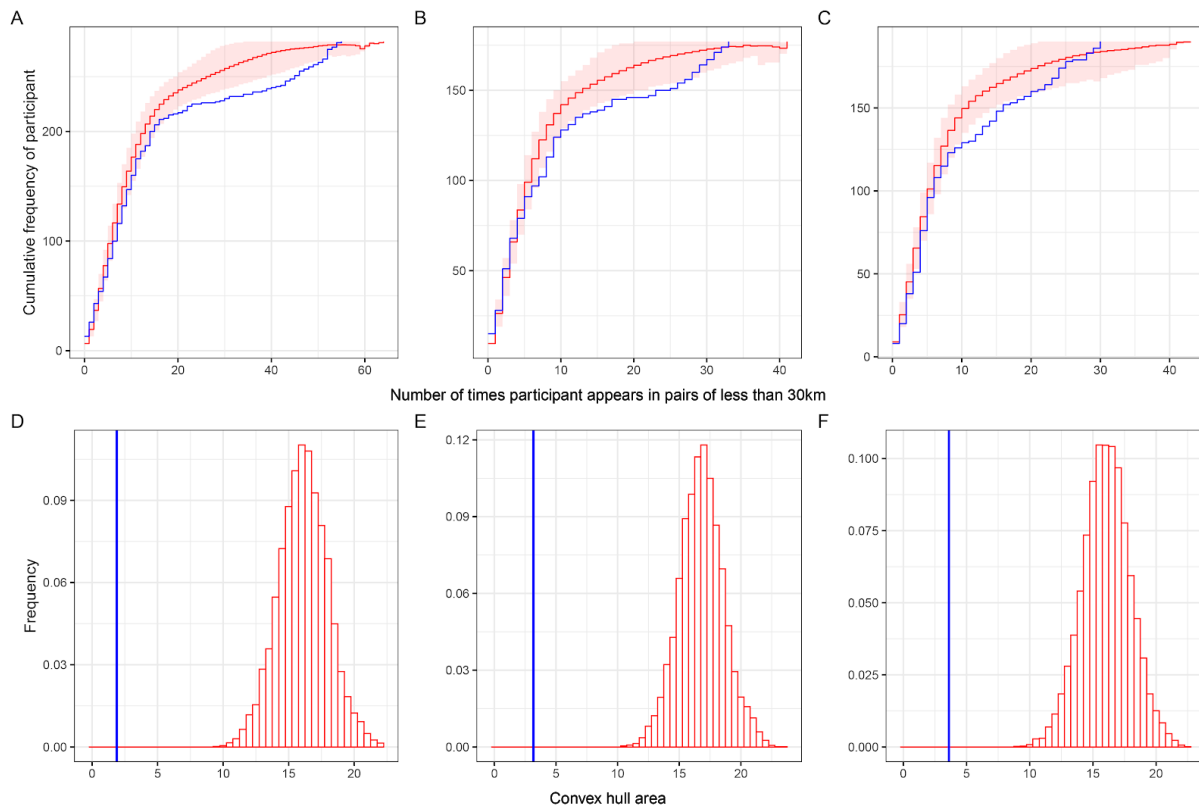 A
B
C
Cumulative frequency of participant
200
100
0
150
100
50
150
100
50
0
0 20 40 60
0 10 20 30 40
0 10 20 30 40
Number of times participant appears in pairs of less than 30km
D
E
F
Frequency
0.09
0.06
0.03
0.00
0.12
0.09
0.06
0.03
0.00
0.100
0.075
0.050
0.025
0.000
0 5 10 15 20
0 5 10 15 20
0 5 10 15 20
Convex hull area